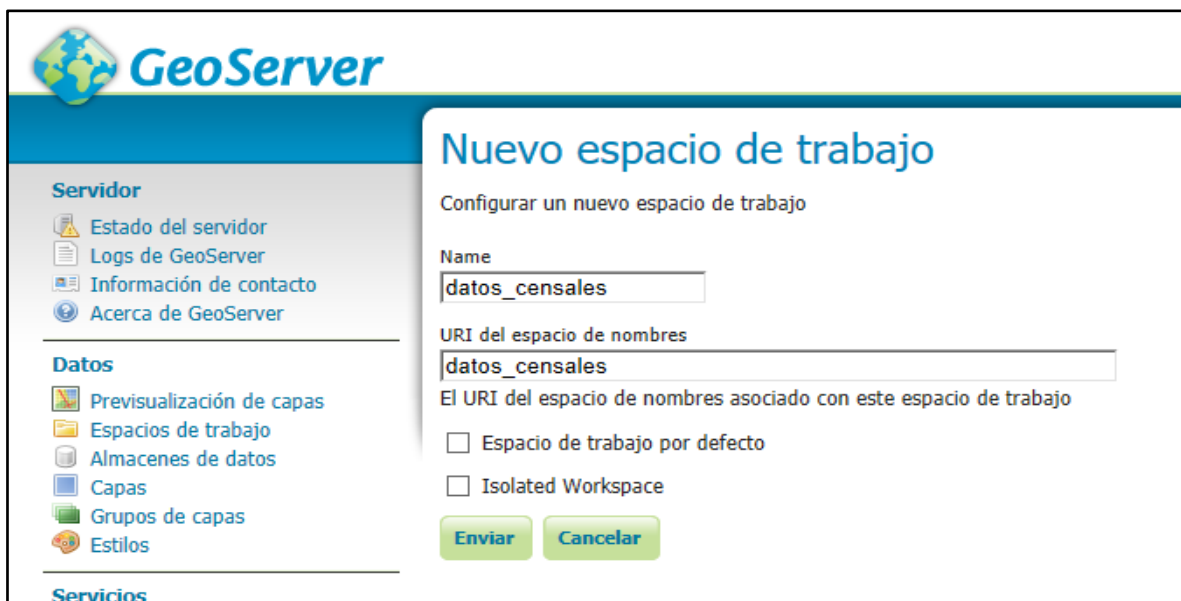 GeoServer
Servidor
Estado del servidor
Logs de GeoServer
Información de contacto
Acerca de GeoServer
Datos
Previsualización de capas
Espacios de trabajo
Almacenes de datos
Capas
Grupos de capas
Estilos
Servicios
Nuevo espacio de trabajo
Configurar un nuevo espacio de trabajo
Name
datos_censales
URI del espacio de nombres
datos_censales
El URI del espacio de nombres asociado con este espacio de trabajo
Espacio de trabajo por defecto
Isolated Workspace
Enviar Cancelar